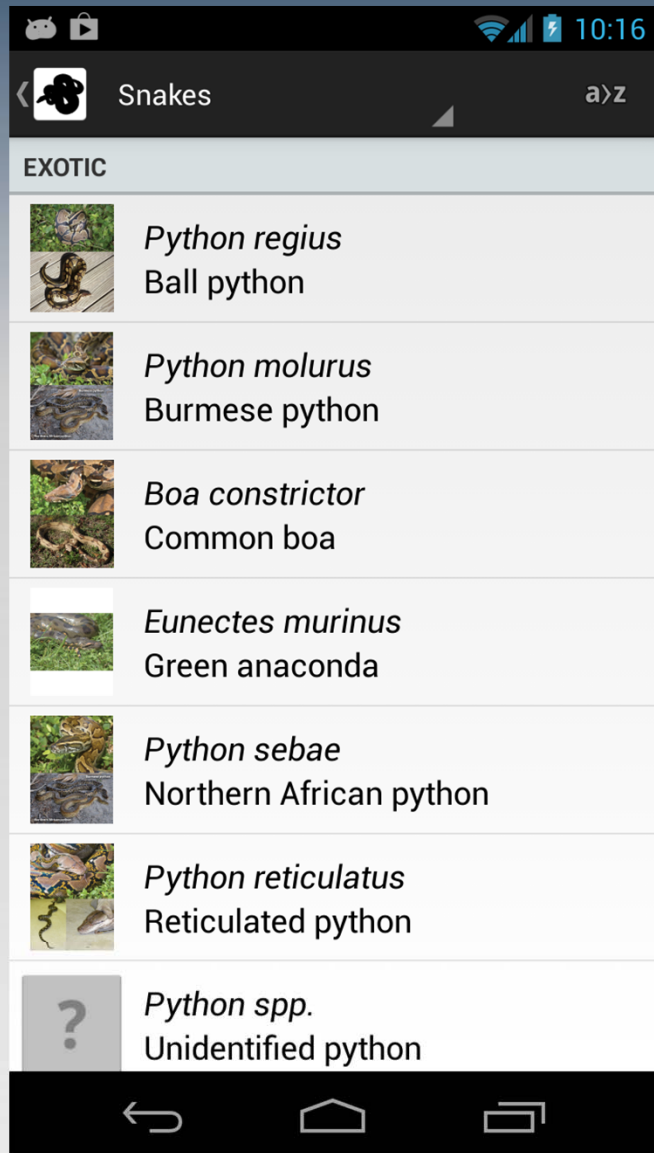 10:16
Snakes
a›z
EXOTIC
Python regius
Ball python
Python molurus
Burmese python
Boa constrictor
Common boa
Eunectes murinus
Green anaconda
Python sebae
Northern African python
Python reticulatus
Reticulated python
?
Python spp.
Unidentified python